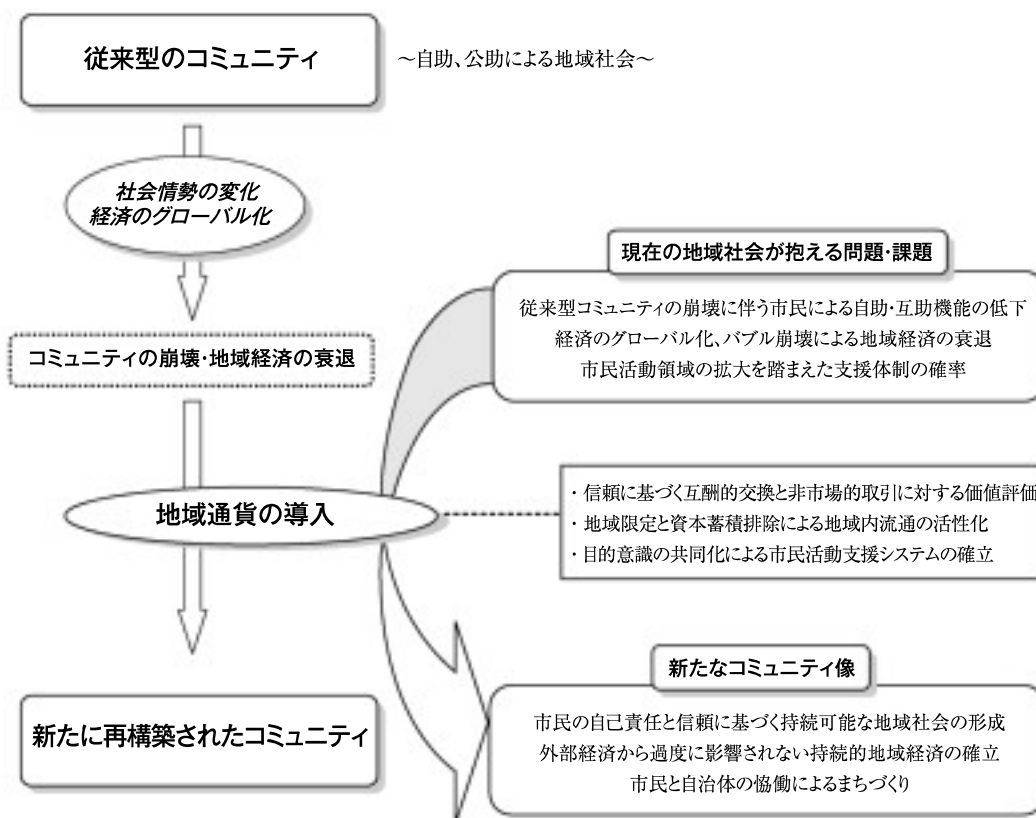 従来型のコミュニティ
～自助、公助による地域社会～
社会情勢の変化
経済のグローバル化
現在の地域社会が抱える問題・課題
従来型コミュニティの崩壊に伴う市民による自助・互助機能の低下
経済のグローバル化、バブル崩壊による地域経済の衰退
市民活動領域の拡大を踏まえた支援体制の確率
コミュニティの崩壊・地域経済の衰退
地域通貨の導入
・信頼に基づく互酬的交換と非市場的取引に対する価値評価
・地域限定と資本蓄積排除による地域内流通の活性化
・目的意識の共同化による市民活動支援システムの確立
新たなコミュニティ像
市民の自己責任と信頼に基づく持続可能な地域社会の形成
外部経済から過度に影響されない持続的地域経済の確立
市民と自治体の恊働によるまちづくり
新たに再構築されたコミュニティ